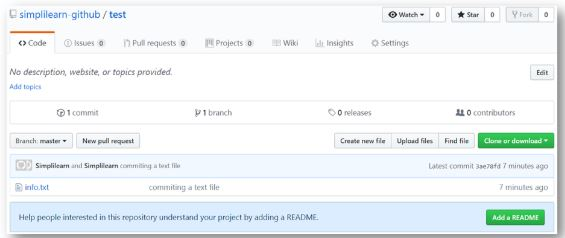 simplilearn-github / test
Watch 0 Star 0 Fork 0
Code Issues 0 Pull requests 0 Projects 0 Wiki Insights Settings
No description, website, or topics provided. Edit
Add topics
1 commit 1 branch 0 releases 0 contributors
Branch: master New pull request Create new file Upload files Find file Clone or download
Simplilearn and Simplilearn commiting a text file Latest commit 3ae78fd 7 minutes ago
info.txt commiting a text file 7 minutes ago
Help people interested in this repository understand your project by adding a README. Add a README